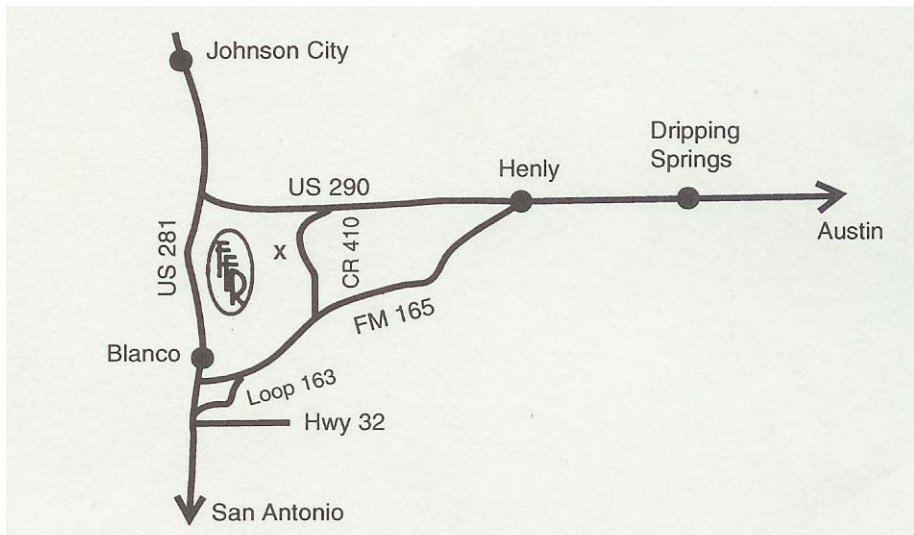 Johnson City
Dripping
Springs
Henly
US 290
Austin
US 281
x
CR 410
FM 165
Blanco
Loop 163
Hwy 32
San Antonio